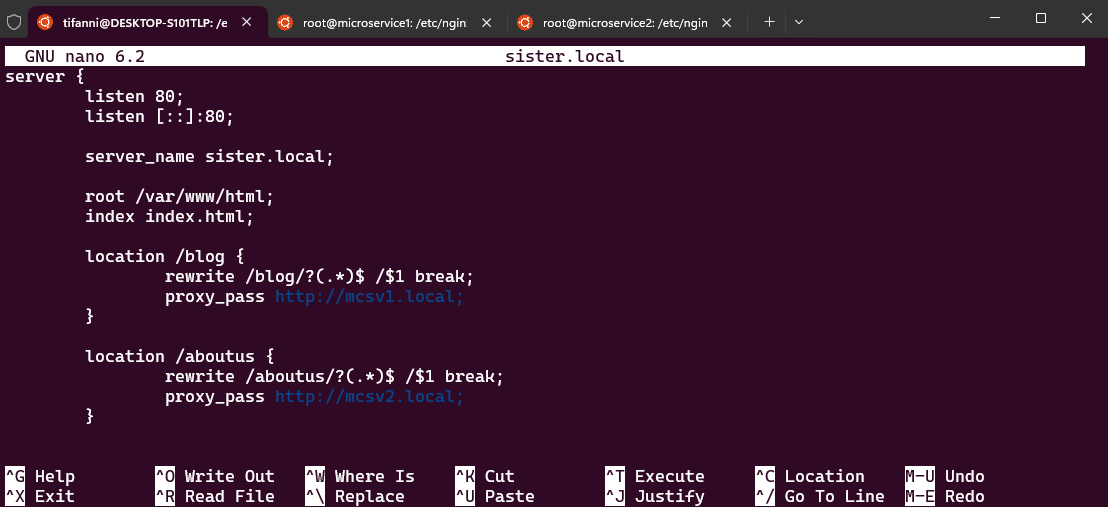 tifanni@DESKTOP-S101TLP: /e
root@microservice1: /etc/ngin
root@microservice2: /etc/ngin
GNU nano 6.2 sister.local
server {
listen 80;
listen [::]:80;
server_name sister.local;
root /var/www/html;
index index.html;
location /blog {
rewrite /blog/?(.*)$ /$1 break;
proxy_pass http://mcsv1.local;
}
location /aboutus {
rewrite /aboutus/?(.*)$ /$1 break;
proxy_pass http://mcsv2.local;
}
^G Help ^O Write Out ^W Where Is ^K Cut ^T Execute ^C Location M-U Undo
^X Exit ^R Read File ^\ Replace ^U Paste ^J Justify ^/ Go To Line M-E Redo